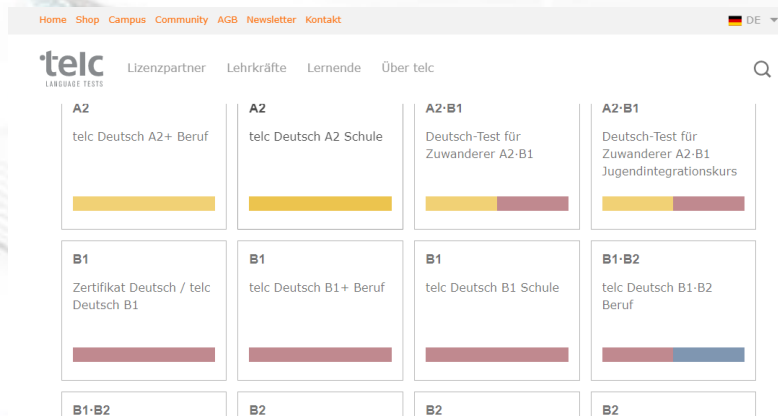 Home Shop Campus Community AGB Newsletter Kontakt DE
telc
LANGUAGE TESTS
Lizenzpartner Lehrkräfte Lernende Über telc
A2
telc Deutsch A2+ Beruf
A2
telc Deutsch A2 Schule
A2·B1
Deutsch-Test für
Zuwanderer A2·B1
A2·B1
Deutsch-Test für
Zuwanderer A2·B1
Jugendintegrationskurs
B1
Zertifikat Deutsch / telc
Deutsch B1
B1
telc Deutsch B1+ Beruf
B1
telc Deutsch B1 Schule
B1·B2
telc Deutsch B1·B2
Beruf
B1·B2
B2
B2
B2